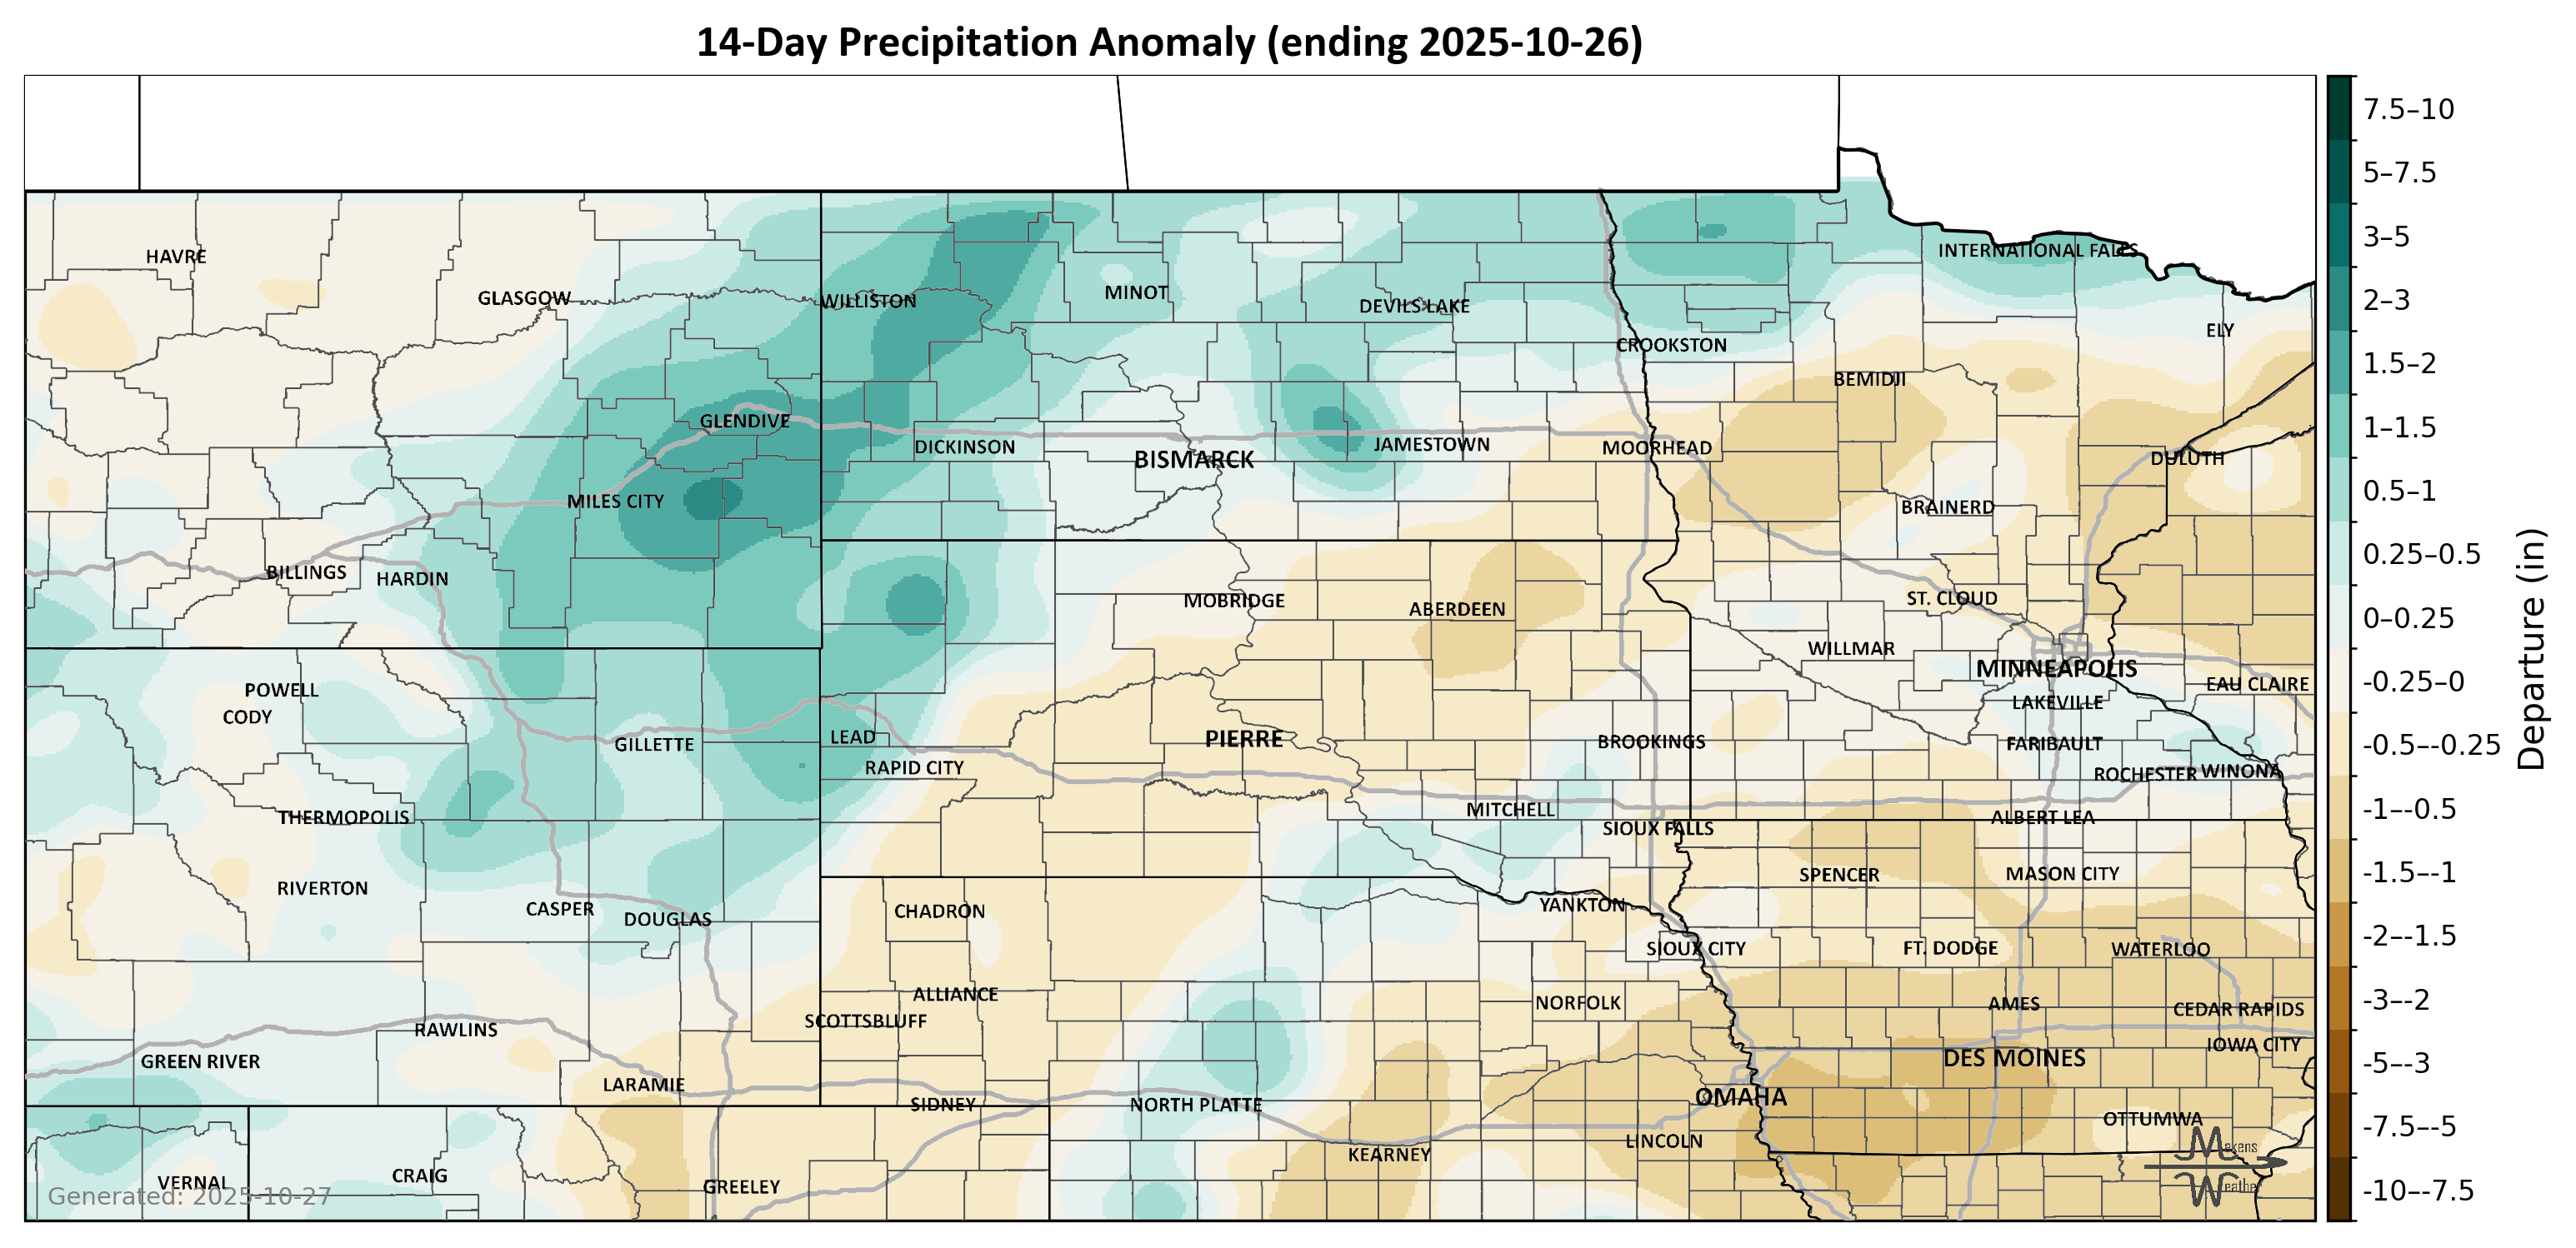 14-Day Precipitation Anomaly (ending 2025-10-26)
HAVRE
GLASGOW
WILLISTON
MINOT
DEVILS LAKE
CROOKSTON
INTERNATIONAL FALLS
ELY
BEMIDJI
GLENDIVE
DICKINSON
BISMARCK
JAMESTOWN
MOORHEAD
DULUTH
MILES CITY
BRAINERD
BILLINGS
HARDIN
MOBRIDGE
ABERDEEN
ST. CLOUD
WILLMAR
MINNEAPOLIS
EAU CLAIRE
POWELL
CODY
LAKEVILLE
GILLETTE
LEAD
PIERRE
BROOKINGS
FARIBAULT
RAPID CITY
ROCHESTER
WINONA
THERMOPOLIS
MITCHELL
SIOUX FALLS
ALBERT LEA
RIVERTON
SPENCER
MASON CITY
CASPER
DOUGLAS
CHADRON
YANKTON
SIOUX CITY
FT. DODGE
WATERLOO
ALLIANCE
NORFOLK
AMES
CEDAR RAPIDS
SCOTTSBLUFF
RAWLINS
IOWA CITY
GREEN RIVER
DES MOINES
LARAMIE
OMAHA
SIDNEY
NORTH PLATTE
OTTUMWA
LINCOLN
KEARNEY
VERNAL
CRAIG
GREELEY
Generated: 2025-10-27
Makens
Weather
7.5–10
5–7.5
3–5
2–3
1.5–2
1–1.5
0.5–1
0.25–0.5
0–0.25
-0.25–0
-0.5–-0.25
-1–-0.5
-1.5–-1
-2–-1.5
-3–-2
-5–-3
-7.5–-5
-10–-7.5
Departure (in)